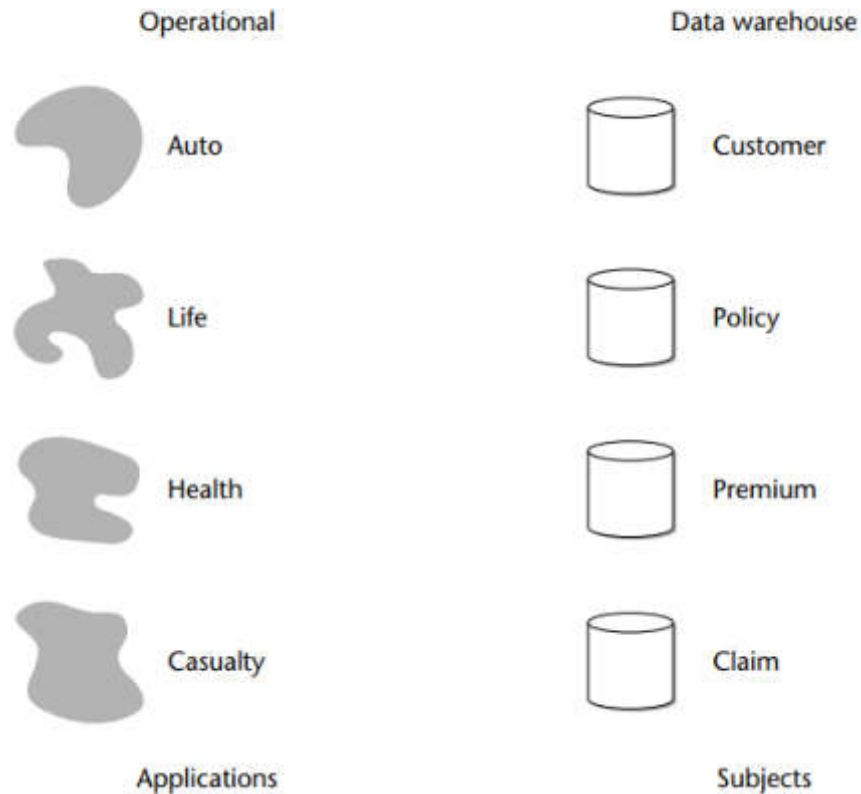 Operational
Data warehouse
Auto
Customer
Life
Policy
Health
Premium
Casualty
Claim
Applications
Subjects